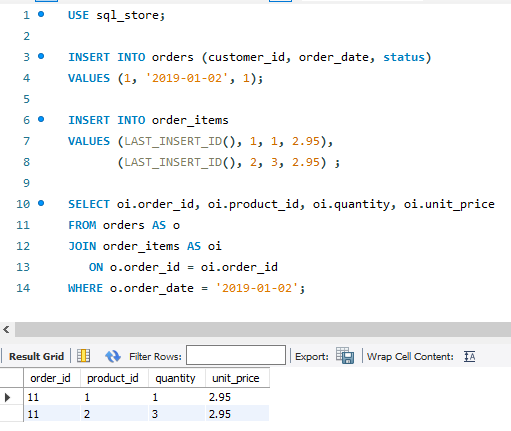 1 USE sql_store;
2
3 INSERT INTO orders (customer_id, order_date, status)
4 VALUES (1, '2019-01-02', 1);
5
6 INSERT INTO order_items
7 VALUES (LAST_INSERT_ID(), 1, 1, 2.95),
8 (LAST_INSERT_ID(), 2, 3, 2.95) ;
9
10 SELECT oi.order_id, oi.product_id, oi.quantity, oi.unit_price
11 FROM orders AS o
12 JOIN order_items AS oi
13 ON o.order_id = oi.order_id
14 WHERE o.order_date = '2019-01-02';
Result Grid Filter Rows: Export: Wrap Cell Content:
order_id product_id quantity unit_price
11 1 1 2.95
11 2 3 2.95